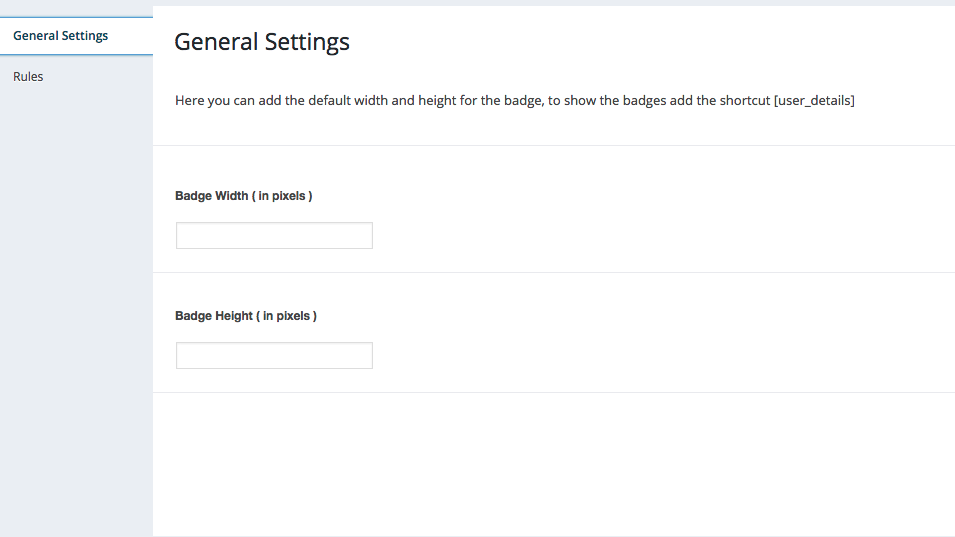 General Settings
Rules
General Settings
Here you can add the default width and height for the badge, to show the badges add the shortcut [user_details]
Badge Width ( in pixels )
Badge Height ( in pixels )